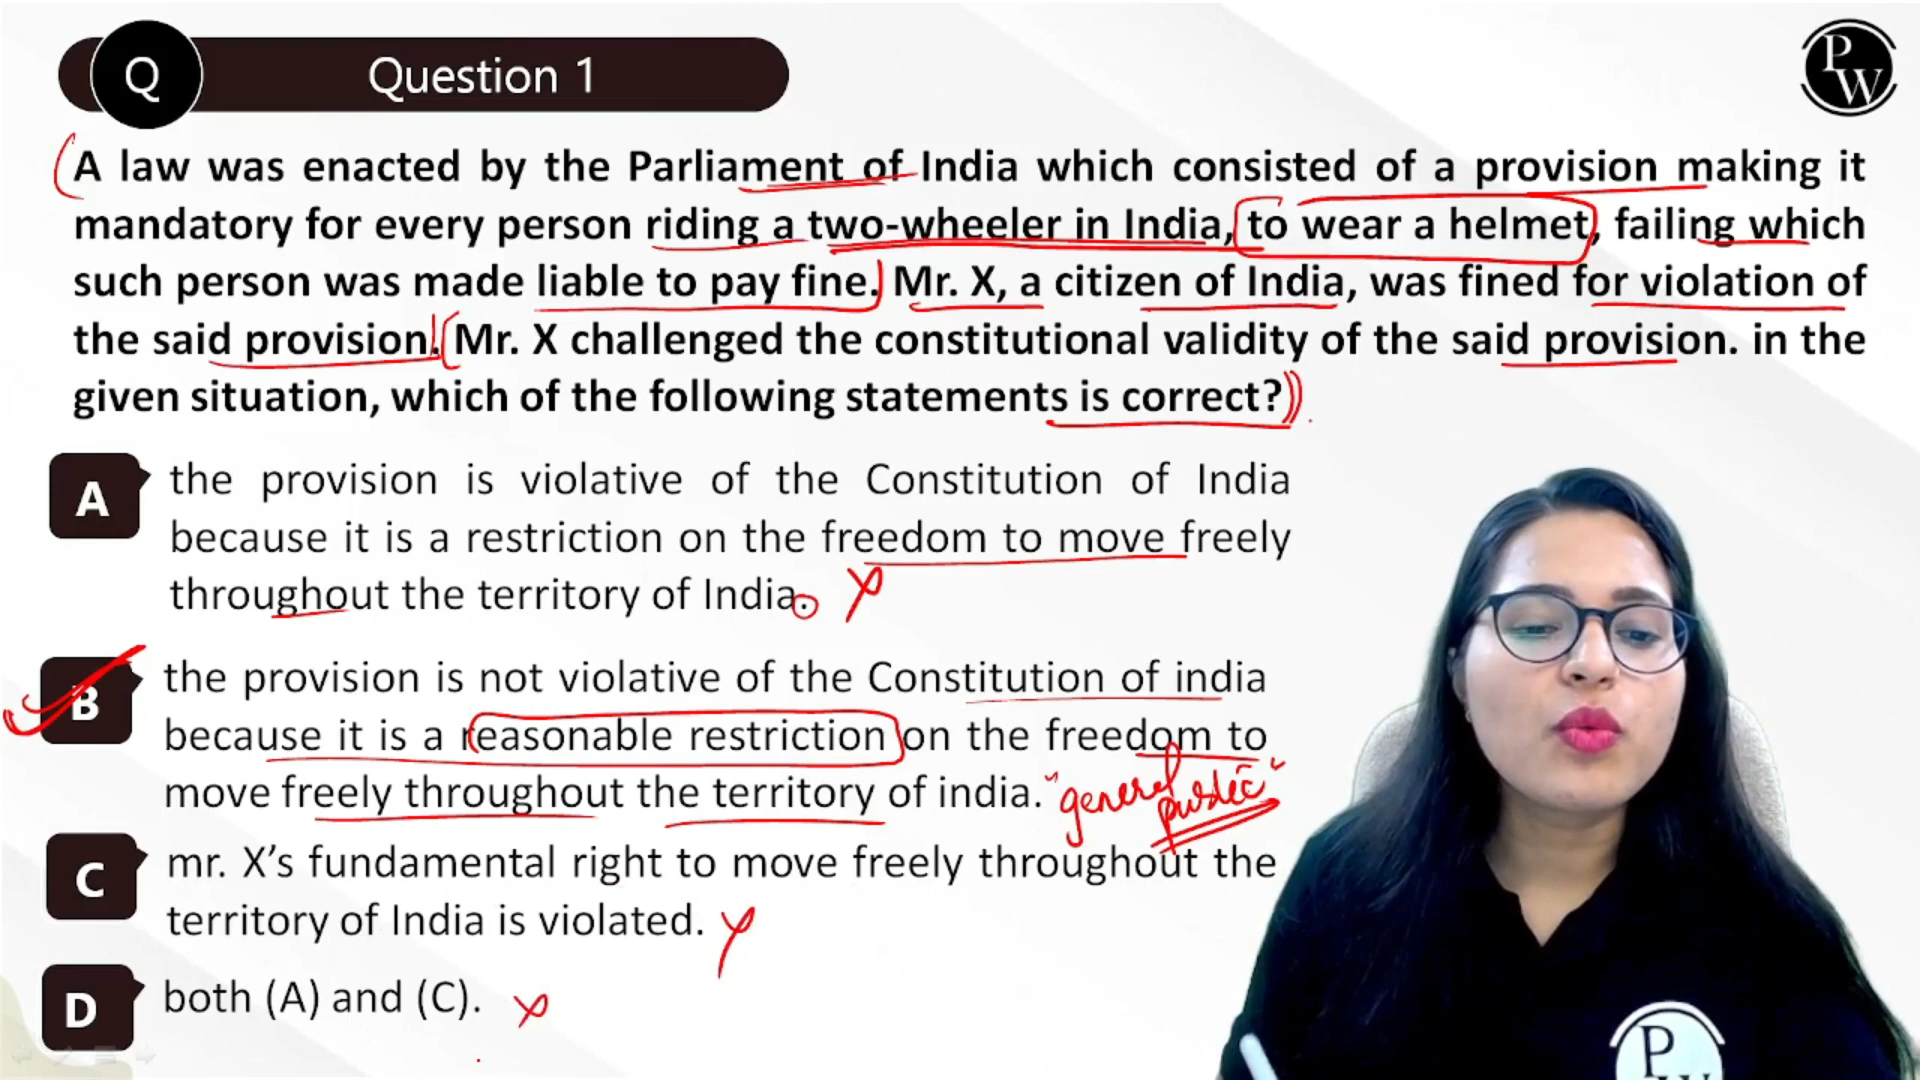 Q Question 1
P
W
A law was enacted by the Parliament of India which consisted of a provision making it
mandatory for every person riding a two-wheeler in India, to wear a helmet, failing which
such person was made liable to pay fine. Mr. X, a citizen of India, was fined for violation of
the said provision. Mr. X challenged the constitutional validity of the said provision. in the
given situation, which of the following statements is correct?
A the provision is violative of the Constitution of India
because it is a restriction on the freedom to move freely
throughout the territory of India.
B the provision is not violative of the Constitution of india
because it is a reasonable restriction on the freedom to
move freely throughout the territory of india.
"general
public"
C mr. X's fundamental right to move freely throughout the
territory of India is violated.
D both (A) and (C).
P
W